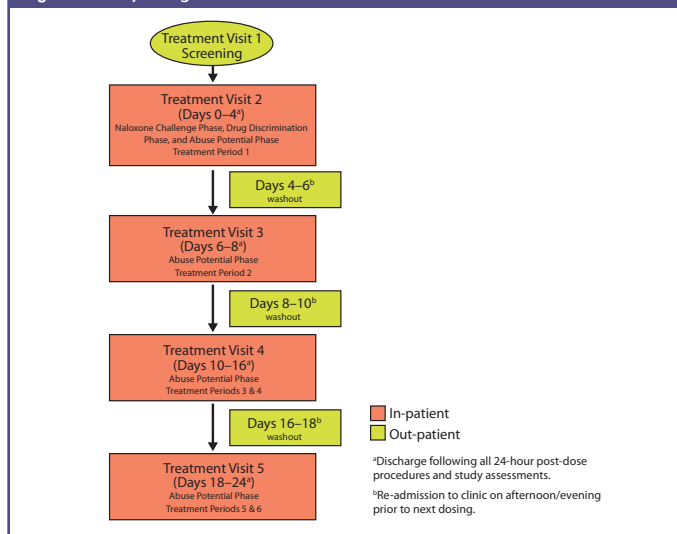 Treatment Visit 1
Screening
Treatment Visit 2
(Days 0–4ᵃ)
Naloxone Challenge Phase, Drug Discrimination
Phase, and Abuse Potential Phase
Treatment Period 1
Days 4–6ᵇ
washout
Treatment Visit 3
(Days 6–8ᵃ)
Abuse Potential Phase
Treatment Period 2
Days 8–10ᵇ
washout
Treatment Visit 4
(Days 10–16ᵃ)
Abuse Potential Phase
Treatment Periods 3 & 4
Days 16–18ᵇ
washout
Treatment Visit 5
(Days 18–24ᵃ)
Abuse Potential Phase
Treatment Periods 5 & 6
In-patient
Out-patient
ᵃDischarge following all 24-hour post-dose
procedures and study assessments.
ᵇRe-admission to clinic on afternoon/evening
prior to next dosing.